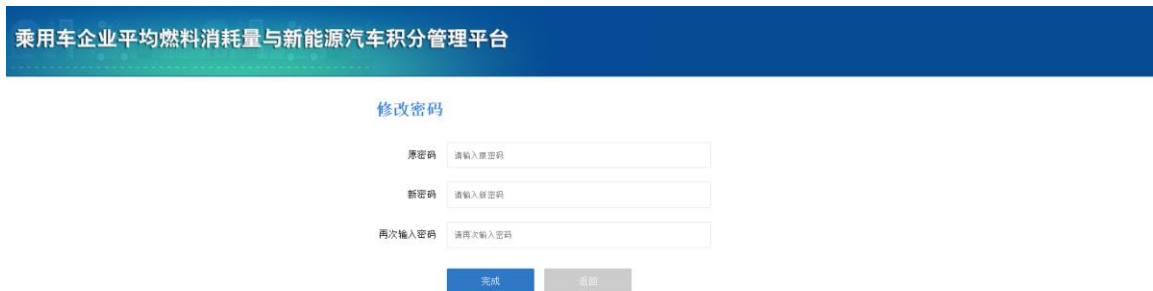 乘用车企业平均燃料消耗量与新能源汽车积分管理平台
修改密码
原密码 请输入原密码
新密码 请输入新密码
再次输入密码 请再次输入密码
完成 返回